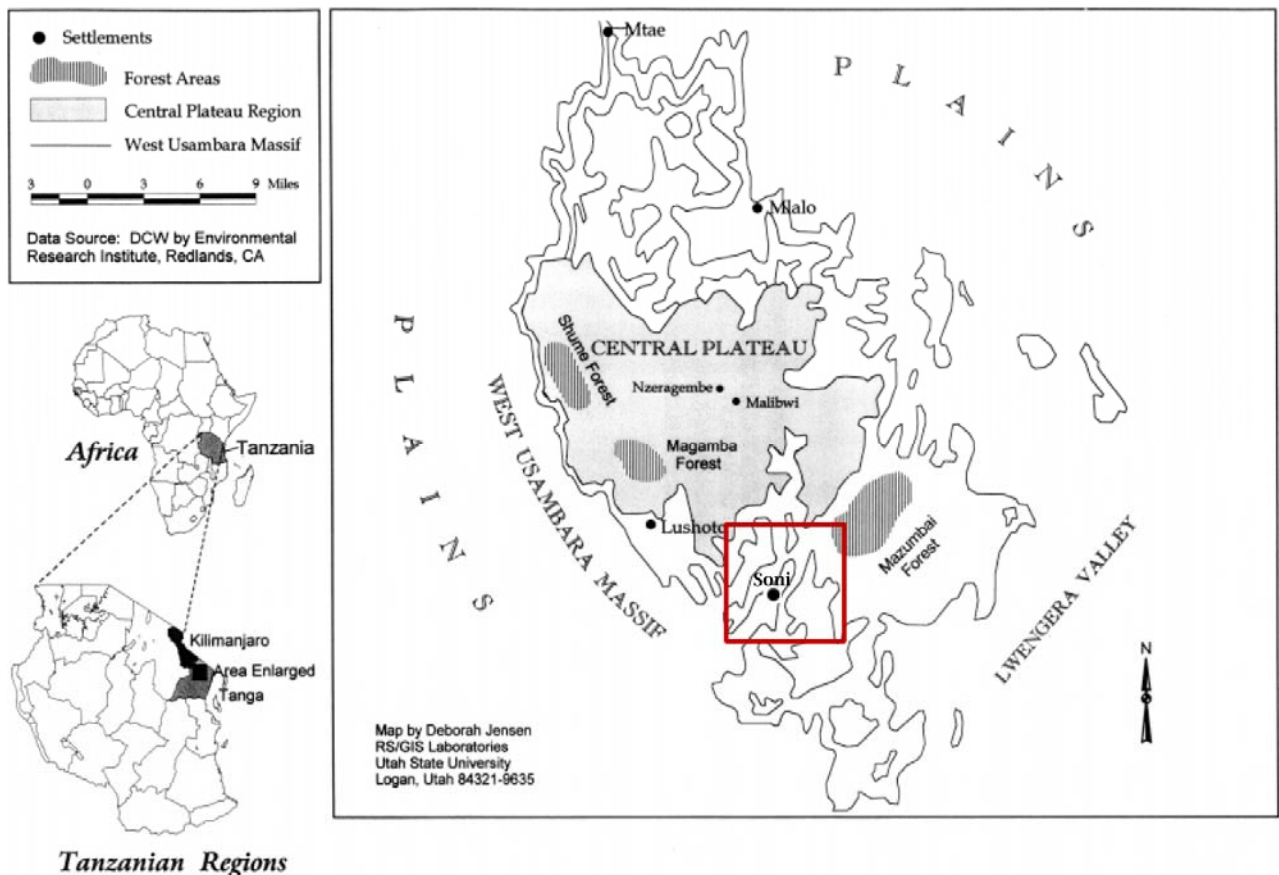 Settlements
Forest Areas
Central Plateau Region
West Usambara Massif
3 0 3 6 9 Miles
Data Source: DCW by Environmental
Research Institute, Redlands, CA
Africa
Tanzania
Kilimanjaro
Area Enlarged
Tanga
Tanzanian Regions
Mtae
PLAINS
Mlalo
PLAINS
Shume Forest
CENTRAL PLATEAU
Nzeragembe
Malibwi
Magamba
Forest
WEST USAMBARA MASSIF
Lushoto
Soni
Mazumbai
Forest
LWENGERA VALLEY
N
Map by Deborah Jensen
RS/GIS Laboratories
Utah State University
Logan, Utah 84321-9635